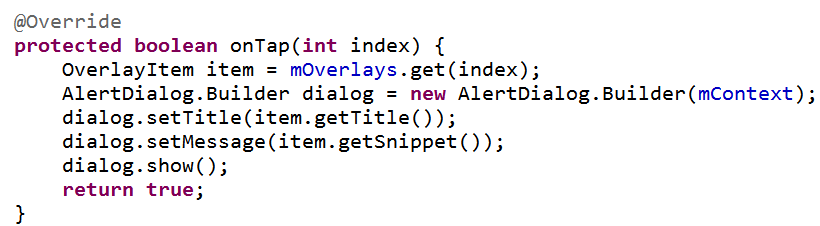 @Override
protected boolean onTap(int index) {
    OverlayItem item = mOverlays.get(index);
    AlertDialog.Builder dialog = new AlertDialog.Builder(mContext);
    dialog.setTitle(item.getTitle());
    dialog.setMessage(item.getSnippet());
    dialog.show();
    return true;
}